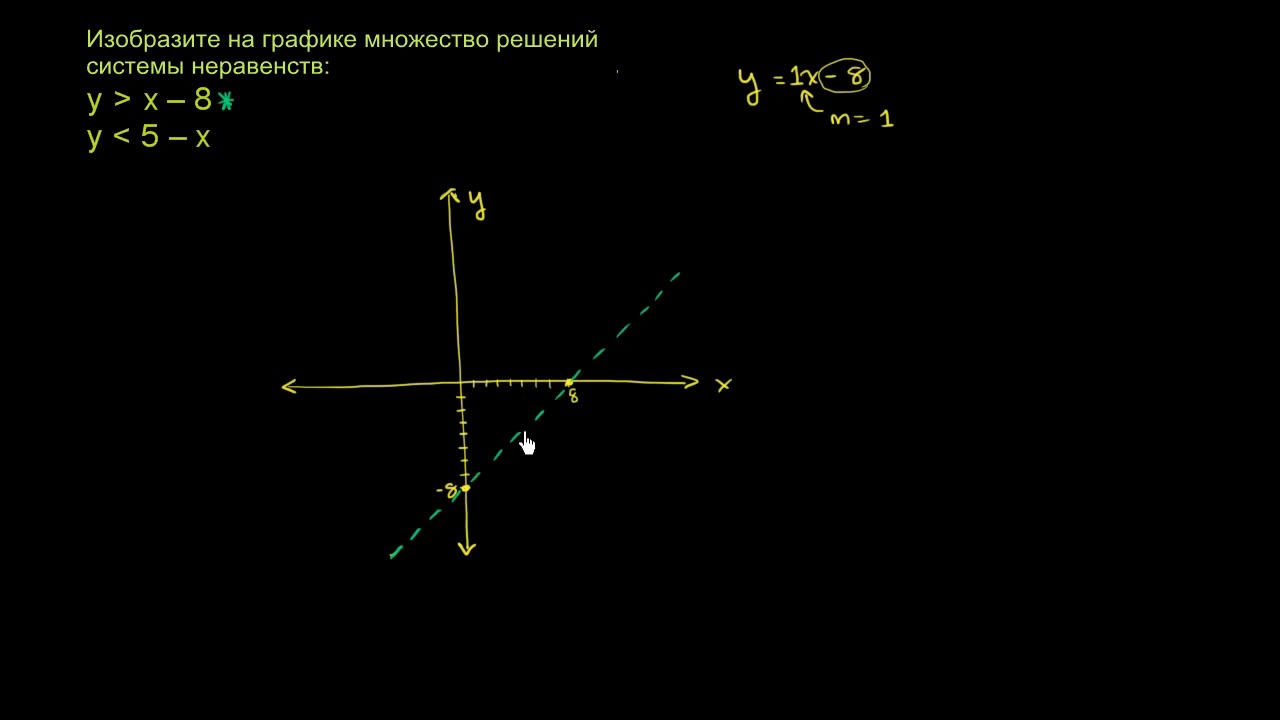 Изобразите на графике множество решений
системы неравенств:
y > x – 8 *
y < 5 – x
y = 1x - 8
m = 1
y
x
8
-8